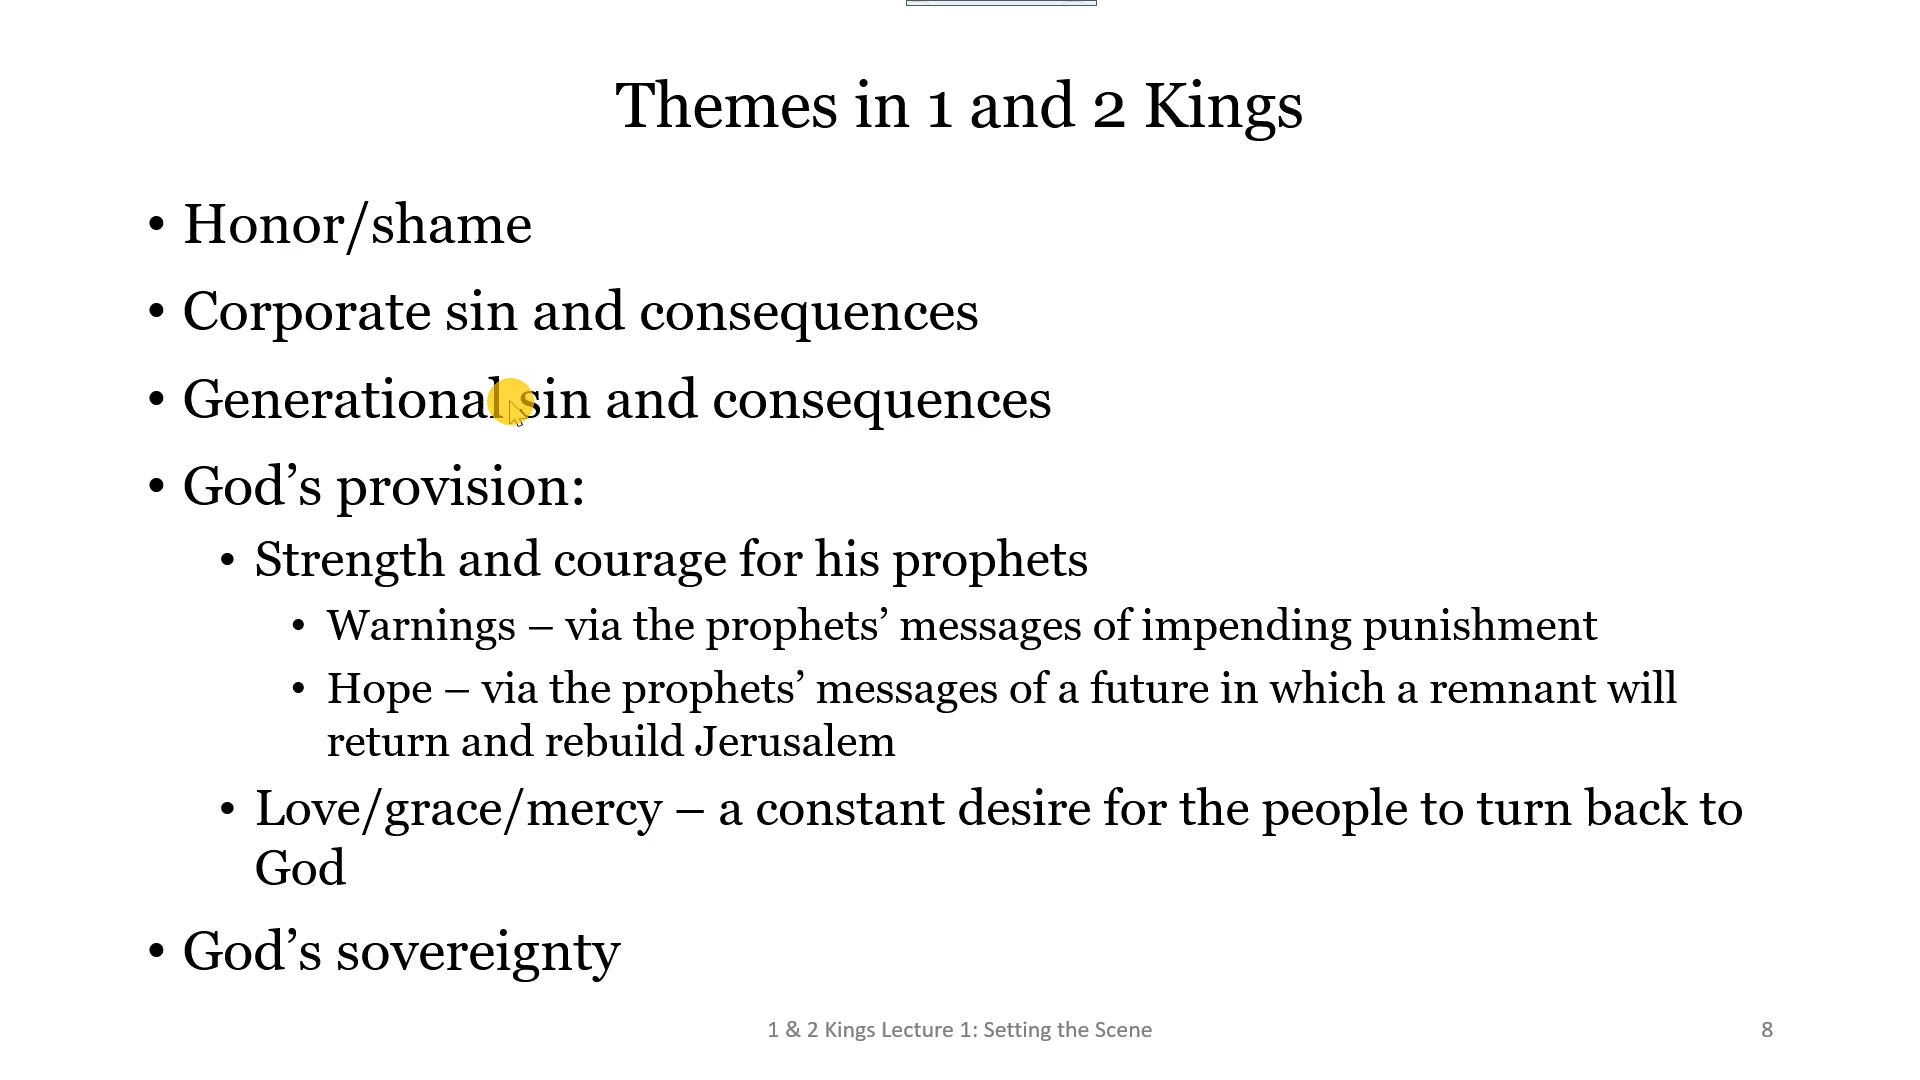 Themes in 1 and 2 Kings
• Honor/shame
• Corporate sin and consequences
• Generational sin and consequences
• God’s provision:
• Strength and courage for his prophets
• Warnings – via the prophets’ messages of impending punishment
• Hope – via the prophets’ messages of a future in which a remnant will
return and rebuild Jerusalem
• Love/grace/mercy – a constant desire for the people to turn back to
God
• God’s sovereignty
1 & 2 Kings Lecture 1: Setting the Scene
8